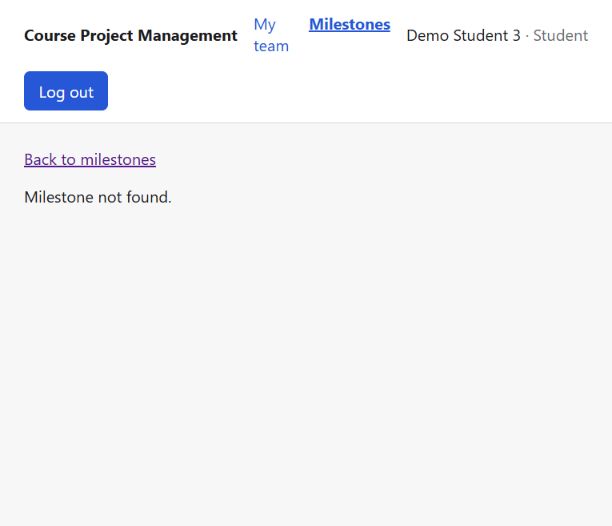 Course Project Management
My team
Milestones
Demo Student 3 · Student
Log out
Back to milestones
Milestone not found.